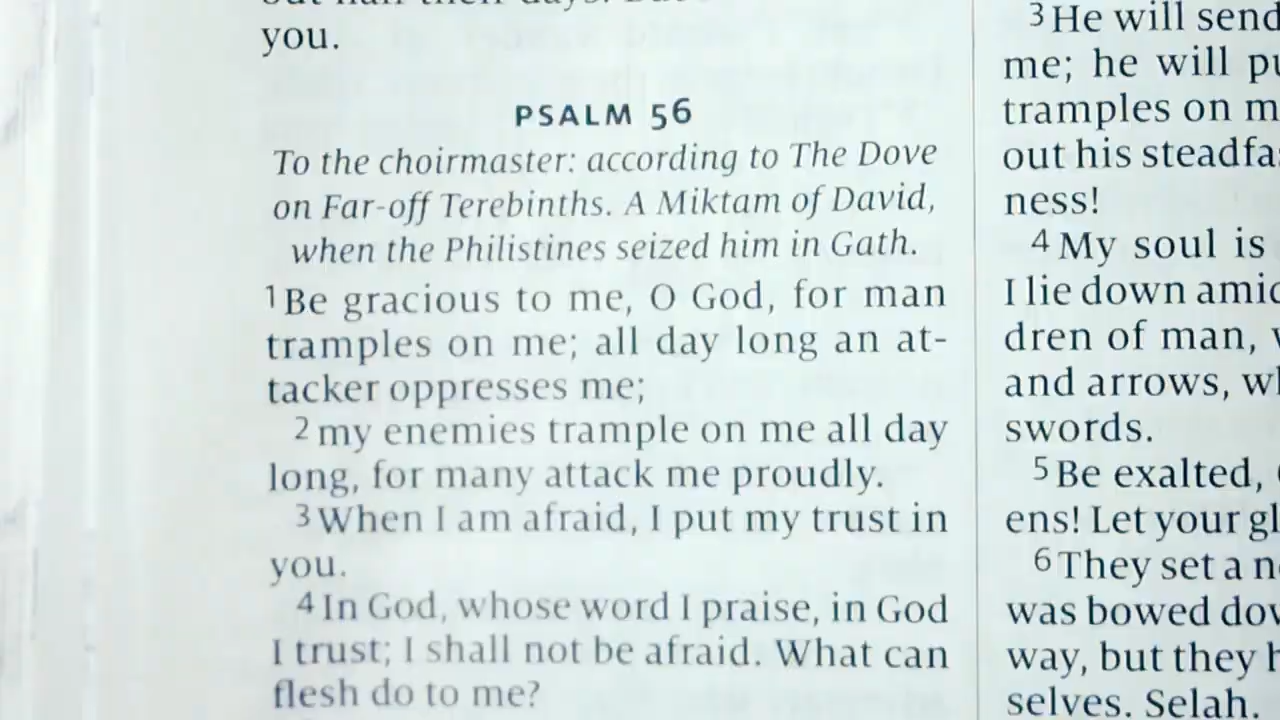 you.
PSALM 56
To the choirmaster: according to The Dove
on Far-off Terebinths. A Miktam of David,
when the Philistines seized him in Gath.
1 Be gracious to me, O God, for man
tramples on me; all day long an at-
tacker oppresses me;
2 my enemies trample on me all day
long, for many attack me proudly.
3 When I am afraid, I put my trust in
you.
4 In God, whose word I praise, in God
I trust; I shall not be afraid. What can
flesh do to me?
3 He will send
me; he will
tramples on
out his
ness!
4 My soul is
I lie down
dren of man,
and arrows,
swords.
5 Be exalted,
ens! Let your
6 They set a
was bowed
way, but they
selves. Selah.